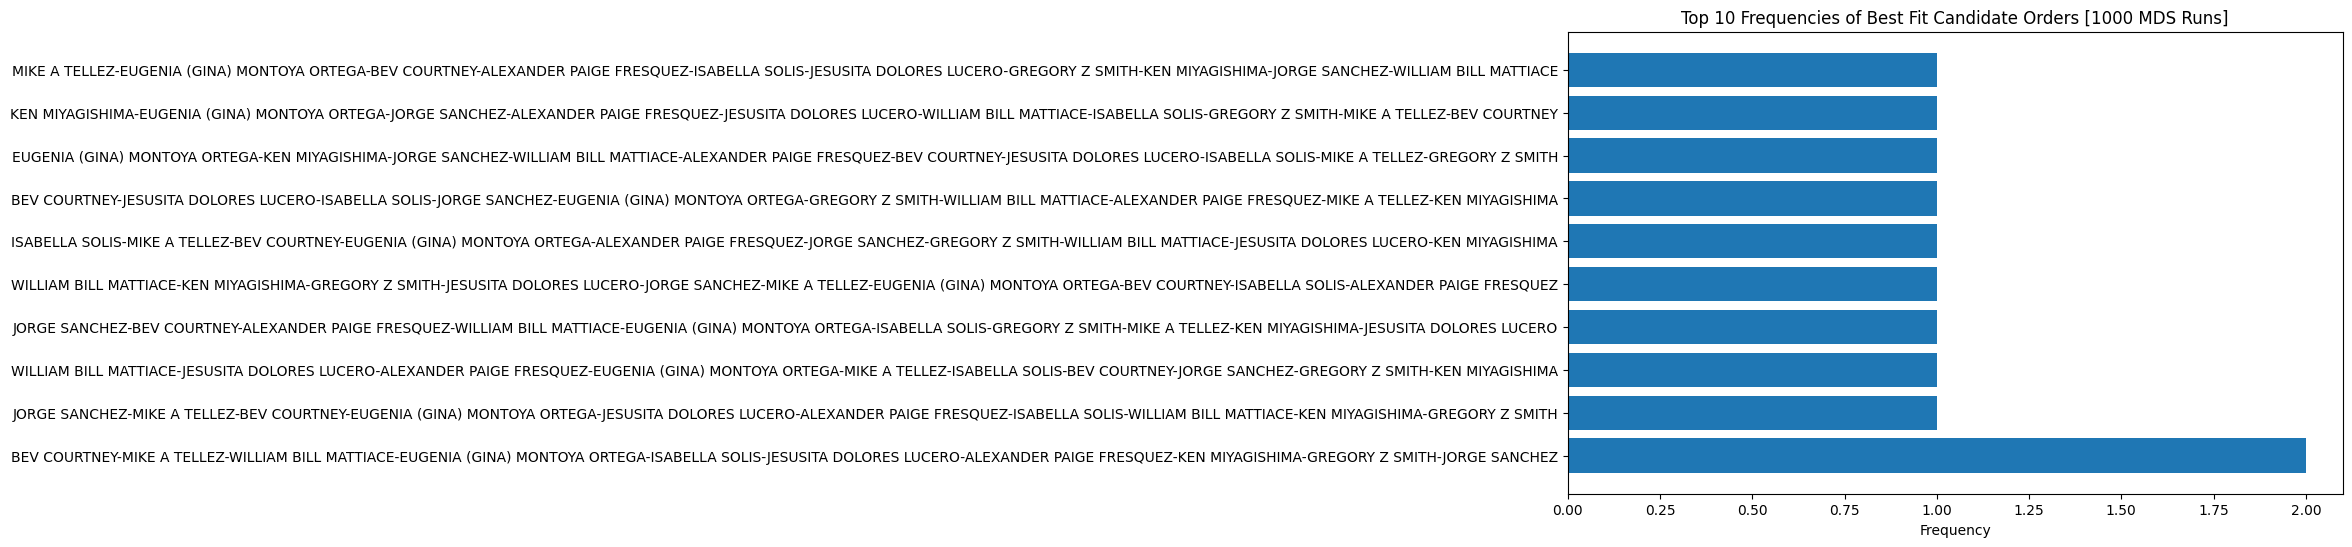 Top 10 Frequencies of Best Fit Candidate Orders [1000 MDS Runs]
MIKE A TELLEZ-EUGENIA (GINA) MONTOYA ORTEGA-BEV COURTNEY-ALEXANDER PAIGE FRESQUEZ-ISABELLA SOLIS-JESUSITA DOLORES LUCERO-GREGORY Z SMITH-KEN MIYAGISHIMA-JORGE SANCHEZ-WILLIAM BILL MATTIACE
KEN MIYAGISHIMA-EUGENIA (GINA) MONTOYA ORTEGA-JORGE SANCHEZ-ALEXANDER PAIGE FRESQUEZ-JESUSITA DOLORES LUCERO-WILLIAM BILL MATTIACE-ISABELLA SOLIS-GREGORY Z SMITH-MIKE A TELLEZ-BEV COURTNEY
EUGENIA (GINA) MONTOYA ORTEGA-KEN MIYAGISHIMA-JORGE SANCHEZ-WILLIAM BILL MATTIACE-ALEXANDER PAIGE FRESQUEZ-BEV COURTNEY-JESUSITA DOLORES LUCERO-ISABELLA SOLIS-MIKE A TELLEZ-GREGORY Z SMITH
BEV COURTNEY-JESUSITA DOLORES LUCERO-ISABELLA SOLIS-JORGE SANCHEZ-EUGENIA (GINA) MONTOYA ORTEGA-GREGORY Z SMITH-WILLIAM BILL MATTIACE-ALEXANDER PAIGE FRESQUEZ-MIKE A TELLEZ-KEN MIYAGISHIMA
ISABELLA SOLIS-MIKE A TELLEZ-BEV COURTNEY-EUGENIA (GINA) MONTOYA ORTEGA-ALEXANDER PAIGE FRESQUEZ-JORGE SANCHEZ-GREGORY Z SMITH-WILLIAM BILL MATTIACE-JESUSITA DOLORES LUCERO-KEN MIYAGISHIMA
WILLIAM BILL MATTIACE-KEN MIYAGISHIMA-GREGORY Z SMITH-JESUSITA DOLORES LUCERO-JORGE SANCHEZ-MIKE A TELLEZ-EUGENIA (GINA) MONTOYA ORTEGA-BEV COURTNEY-ISABELLA SOLIS-ALEXANDER PAIGE FRESQUEZ
JORGE SANCHEZ-BEV COURTNEY-ALEXANDER PAIGE FRESQUEZ-WILLIAM BILL MATTIACE-EUGENIA (GINA) MONTOYA ORTEGA-ISABELLA SOLIS-GREGORY Z SMITH-MIKE A TELLEZ-KEN MIYAGISHIMA-JESUSITA DOLORES LUCERO
WILLIAM BILL MATTIACE-JESUSITA DOLORES LUCERO-ALEXANDER PAIGE FRESQUEZ-EUGENIA (GINA) MONTOYA ORTEGA-MIKE A TELLEZ-ISABELLA SOLIS-BEV COURTNEY-JORGE SANCHEZ-GREGORY Z SMITH-KEN MIYAGISHIMA
JORGE SANCHEZ-MIKE A TELLEZ-BEV COURTNEY-EUGENIA (GINA) MONTOYA ORTEGA-JESUSITA DOLORES LUCERO-ALEXANDER PAIGE FRESQUEZ-ISABELLA SOLIS-WILLIAM BILL MATTIACE-KEN MIYAGISHIMA-GREGORY Z SMITH
BEV COURTNEY-MIKE A TELLEZ-WILLIAM BILL MATTIACE-EUGENIA (GINA) MONTOYA ORTEGA-ISABELLA SOLIS-JESUSITA DOLORES LUCERO-ALEXANDER PAIGE FRESQUEZ-KEN MIYAGISHIMA-GREGORY Z SMITH-JORGE SANCHEZ
0.00 0.25 0.50 0.75 1.00 1.25 1.50 1.75 2.00
Frequency